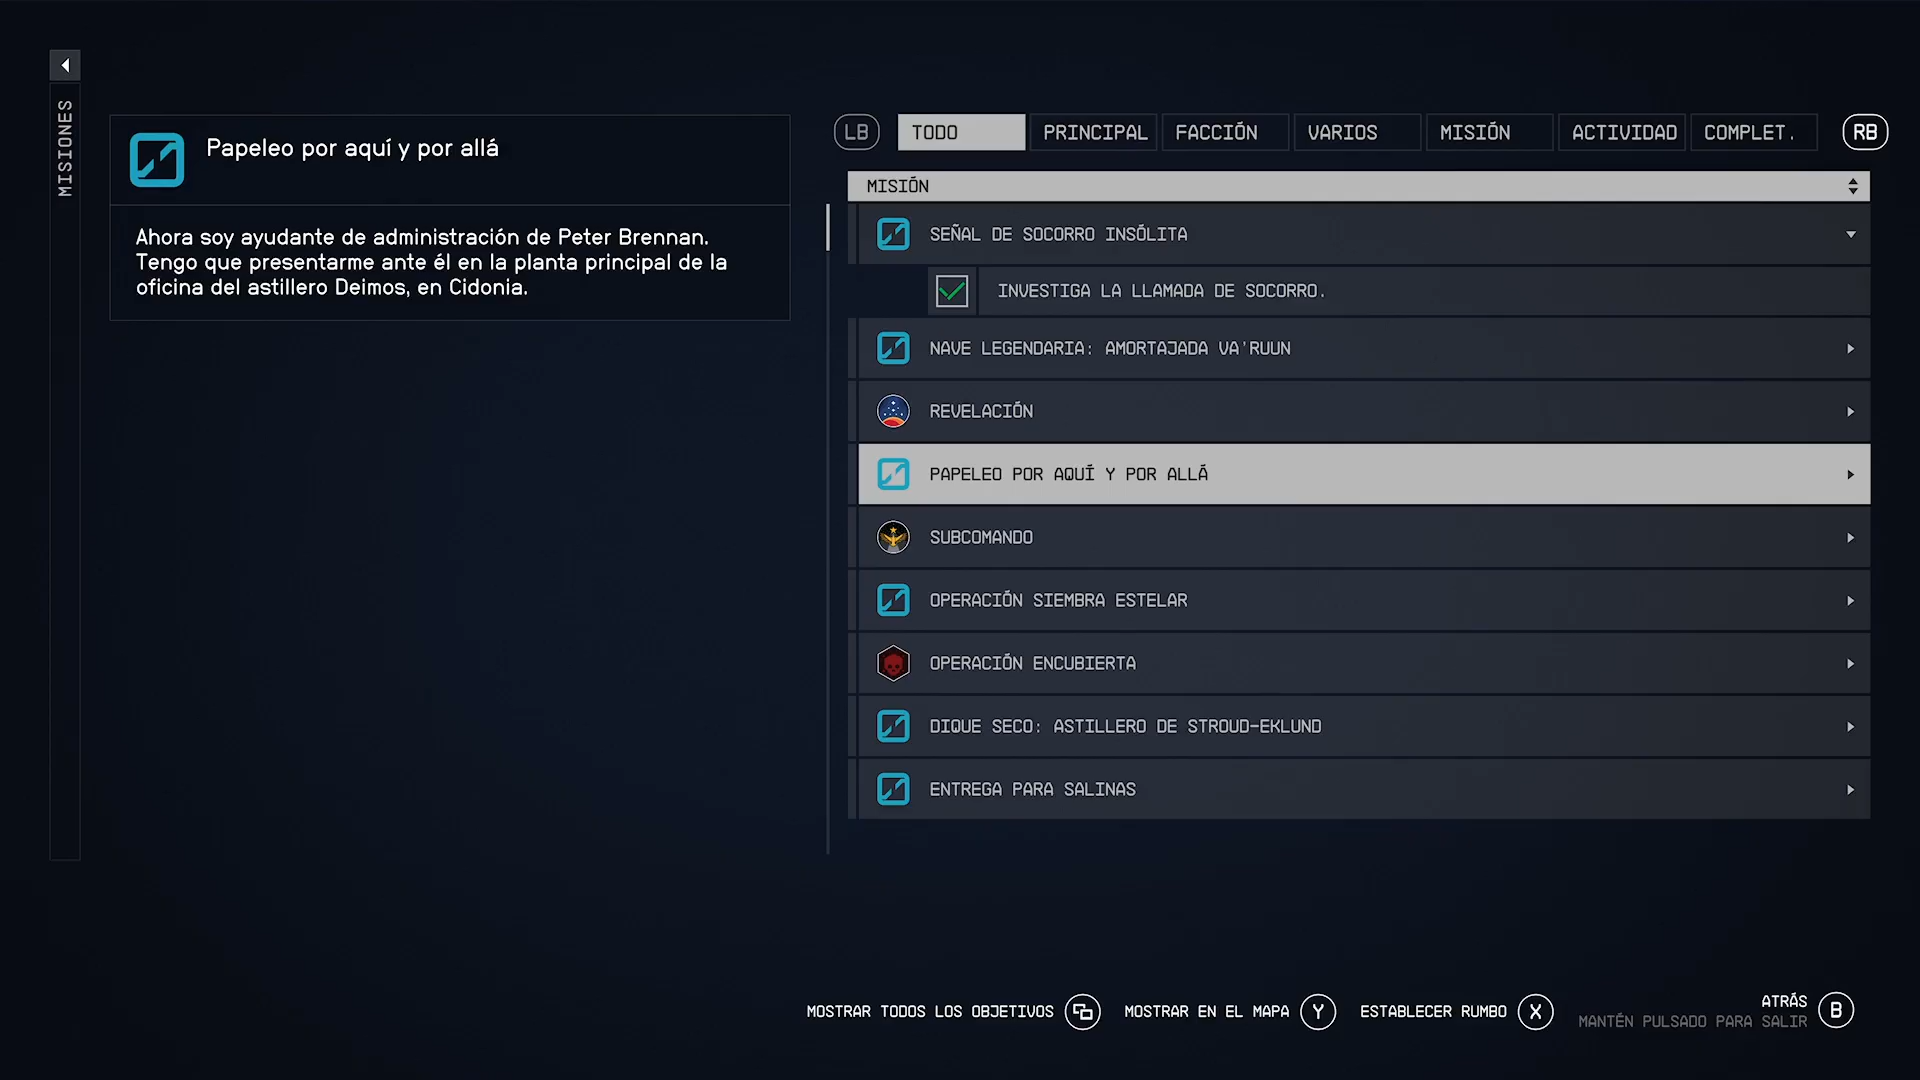 MISIONES
Papeleo por aquí y por allá
Ahora soy ayudante de administración de Peter Brennan.
Tengo que presentarme ante él en la planta principal de la
oficina del astillero Deimos, en Cidonia.
LB TODO PRINCIPAL FACCIÓN VARIOS MISIÓN ACTIVIDAD COMPLET. RB
MISIÓN
SEÑAL DE SOCORRO INSÓLITA
INVESTIGA LA LLAMADA DE SOCORRO.
NAVE LEGENDARIA: AMORTAJADA VA'RUUN
REVELACIÓN
PAPELEO POR AQUÍ Y POR ALLÁ
SUBCOMANDO
OPERACIÓN SIEMBRA ESTELAR
OPERACIÓN ENCUBIERTA
DIQUE SECO: ASTILLERO DE STROUD-EKLUND
ENTREGA PARA SALINAS
MOSTRAR TODOS LOS OBJETIVOS MOSTRAR EN EL MAPA Y ESTABLECER RUMBO X ATRÁS B
MANTÉN PULSADO PARA SALIR